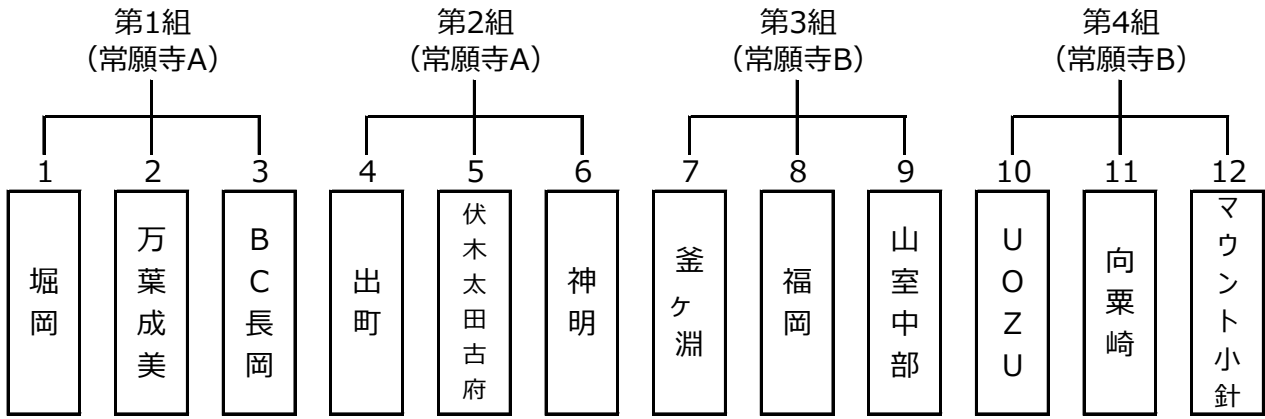 第1組
（常願寺A）
第2組
（常願寺A）
第3組
（常願寺B）
第4組
（常願寺B）
1
2
3
4
5
6
7
8
9
10
11
12
堀岡
万葉成美
BC長岡
出町
伏木太田古府
神明
釜ヶ淵
福岡
山室中部
UOZU
向粟崎
マウント小針